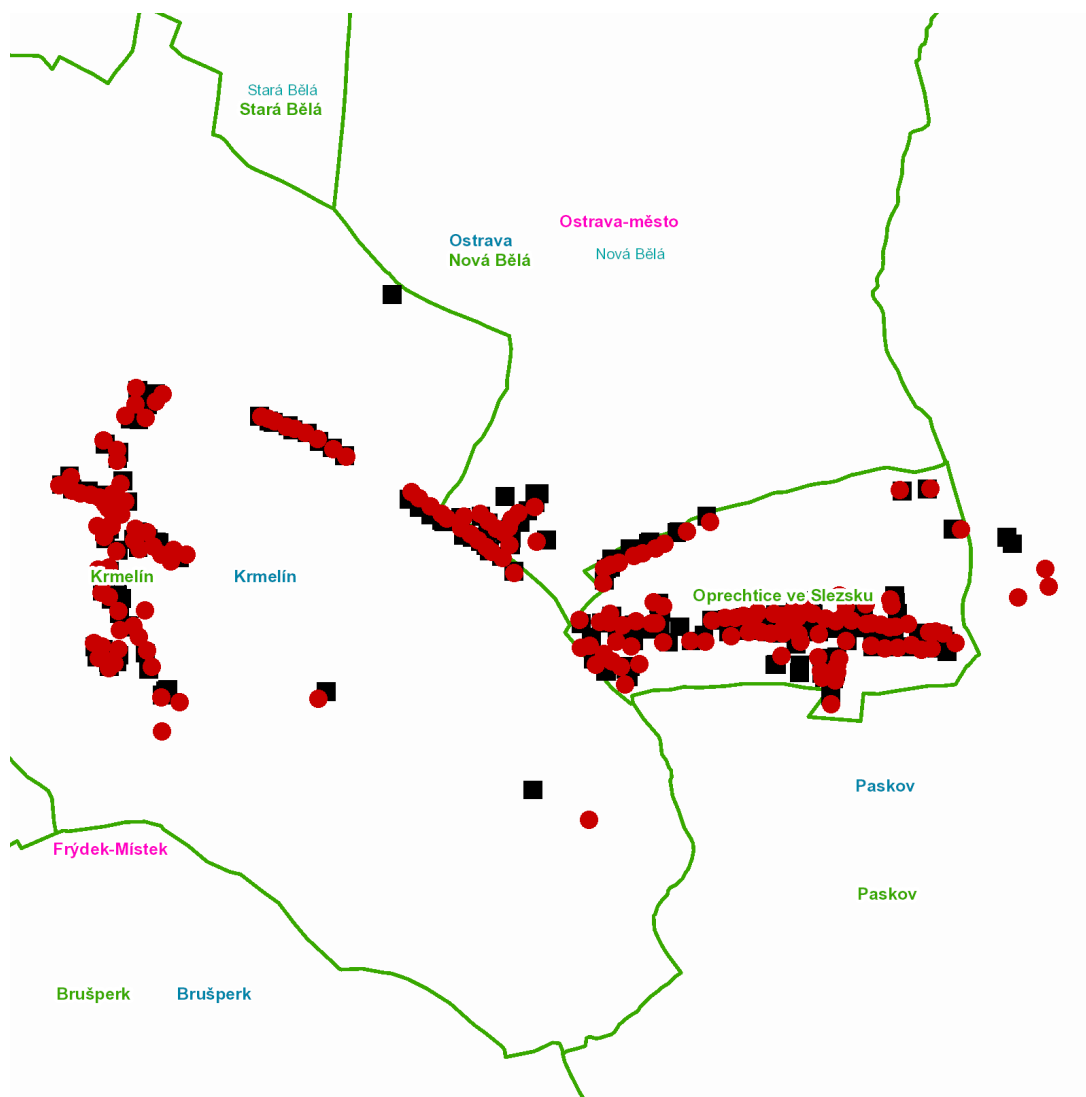 Stará Bělá
Stará Bělá
Ostrava-město
Ostrava
Nová Bělá
Nová Bělá
Krmelín
Krmelín
Oprechtice ve Slezsku
Paskov
Frýdek-Místek
Paskov
Brušperk
Brušperk